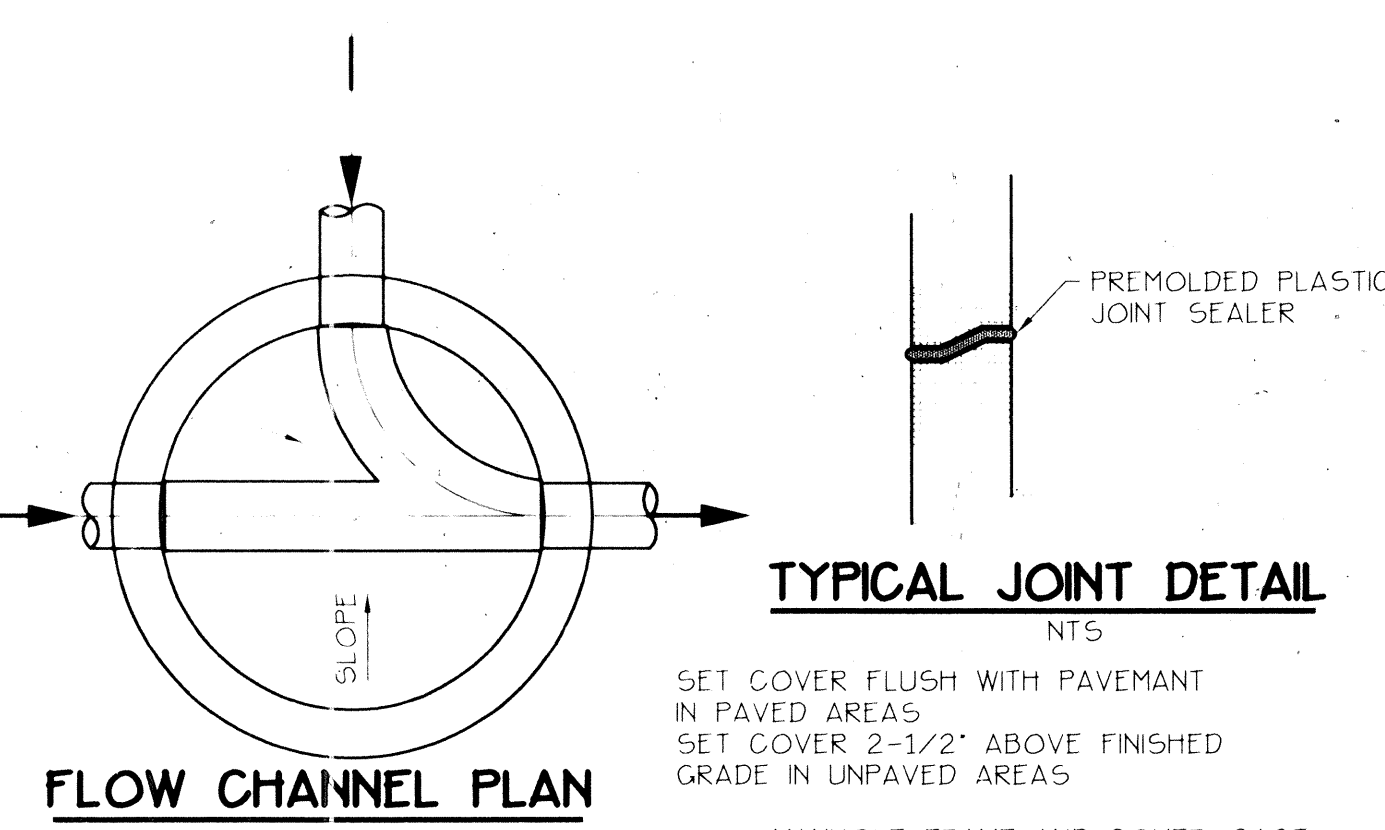 PREMOLDED PLASTIC
JOINT SEALER
TYPICAL JOINT DETAIL
NTS
SLOPE
SET COVER FLUSH WITH PAVEMANT
IN PAVED AREAS
SET COVER 2-1/2" ABOVE FINISHED
GRADE IN UNPAVED AREAS
FLOW CHANNEL PLAN